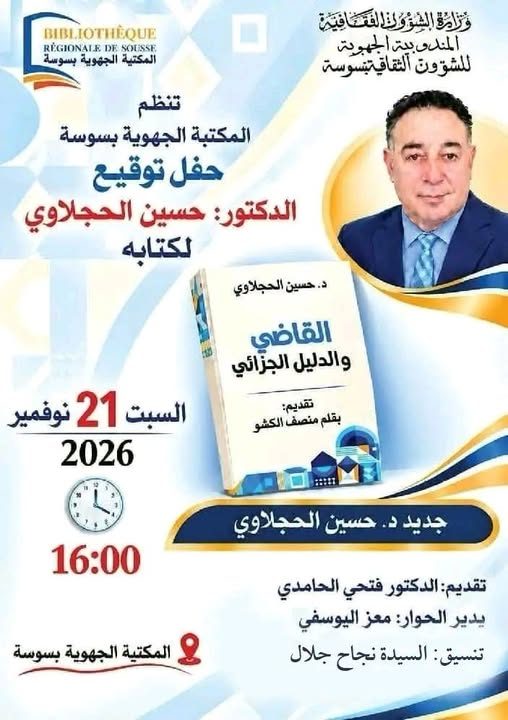 BIBLIOTHÈQUE
RÉGIONALE DE SOUSSE
المكتبة الجهوية بسوسة
وزارة الشؤون الثقافية
المندوبية الجهوية
للشؤون الثقافية بسوسة
تنظم
المكتبة الجهوية بسوسة
حفل توقيع
الدكتور: حسين الحجلاوي
لكتابه
د. حسين الحجلاوي
القاضي
والدليل الجزائي
تقديم:
بقلم منصف الكشو
السبت 21 نوفمبر
2026
16:00
جديد د. حسين الحجلاوي
تقديم: الدكتور فتحي الحامدي
يدير الحوار: معز اليوسفي
تنسيق: السيدة نجاح جلال
المكتبة الجهوية بسوسة